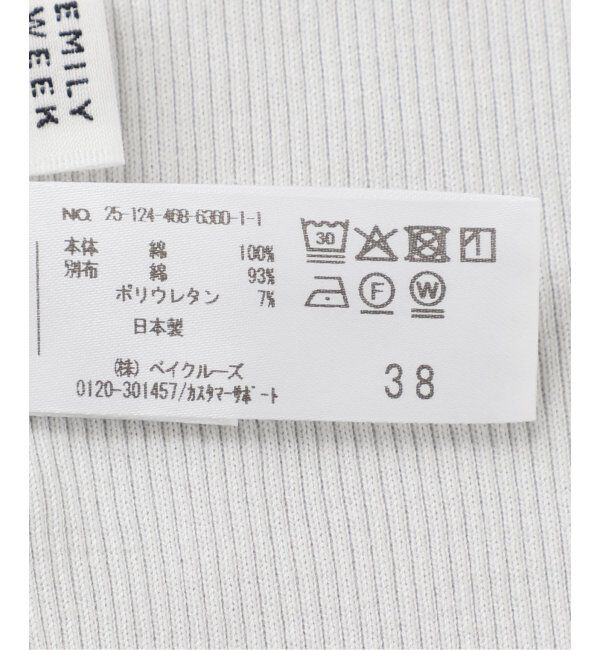 EMILY
WEEK
NO. 25-124-468-6360-1-1
本体 綿 100%
別布 綿 93%
ポリウレタン 7%
日本製
(株) ベイクルーズ
0120-301457/カスタマーサポート
30
F W
38